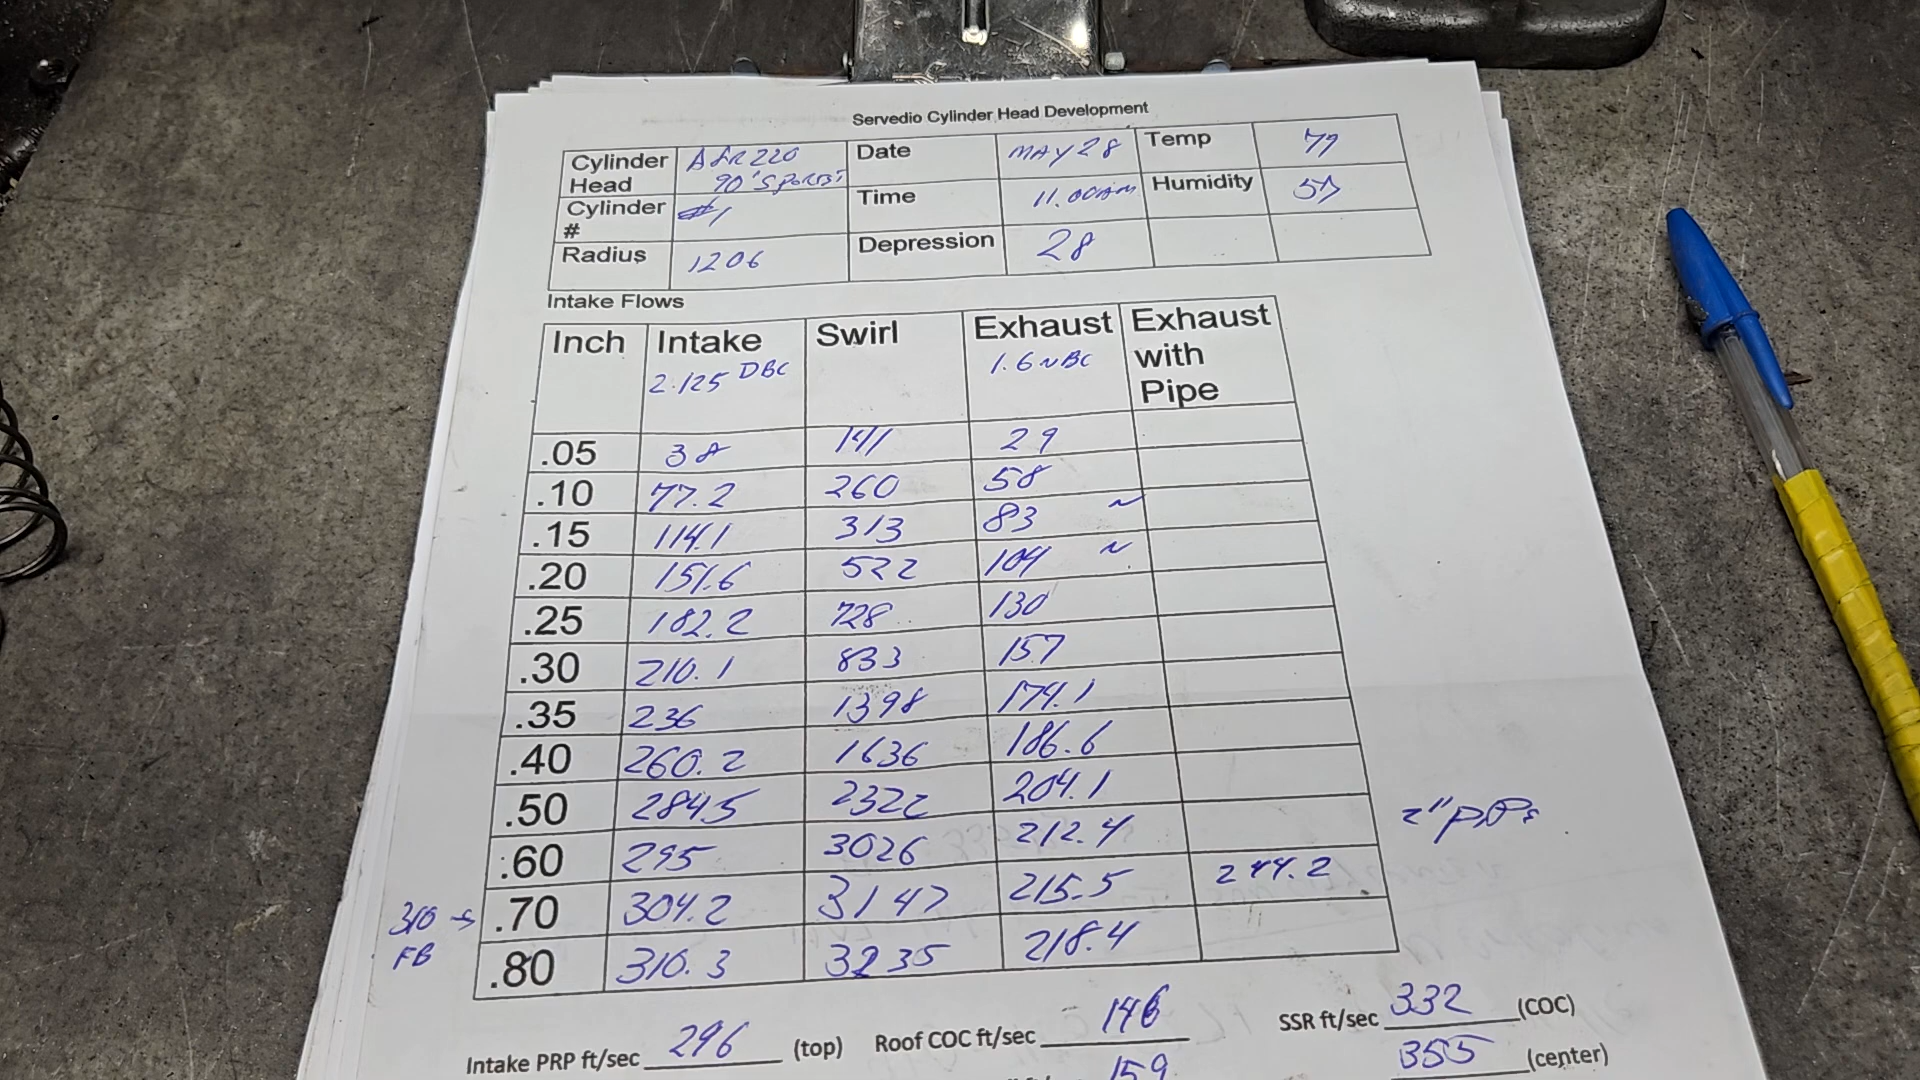 Servedio Cylinder Head Development
Cylinder Head AFR 220 90'S PORT Date MAY 28 Temp 77
Cylinder # #1 Time 11.00AM Humidity
Radius 1206 Depression 28
Intake Flows
Inch Intake 2.125 DBC Swirl Exhaust 1.6 BC Exhaust with Pipe
.05 38 141 29
.10 77.2 260 58
.15 114.1 313 83 ~
.20 151.6 522 104 ~
.25 182.2 728 130
.30 210.1 833 157
.35 236 1398 174.1
.40 260.2 1636 186.6
.50 284.5 2322 204.1
.60 295 3026 212.4 2"
310 → FB .70 304.2 3147 215.5 244.2
.80 310.3 3235 218.4
Intake PRP ft/sec 296 (top) Roof COC ft/sec 146 SSR ft/sec 332 (COC)
159 355 (center)